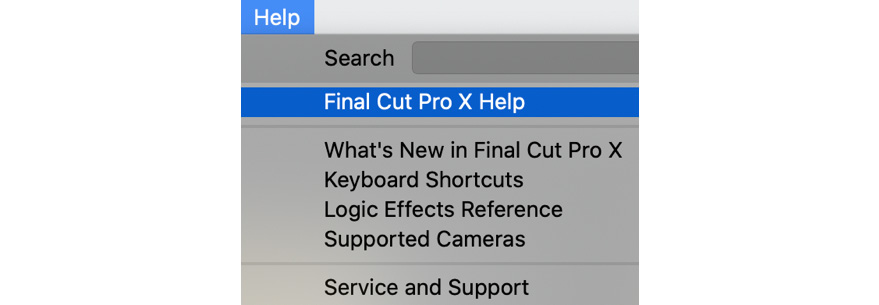 Help
Search
Final Cut Pro X Help
What's New in Final Cut Pro X
Keyboard Shortcuts
Logic Effects Reference
Supported Cameras
Service and Support